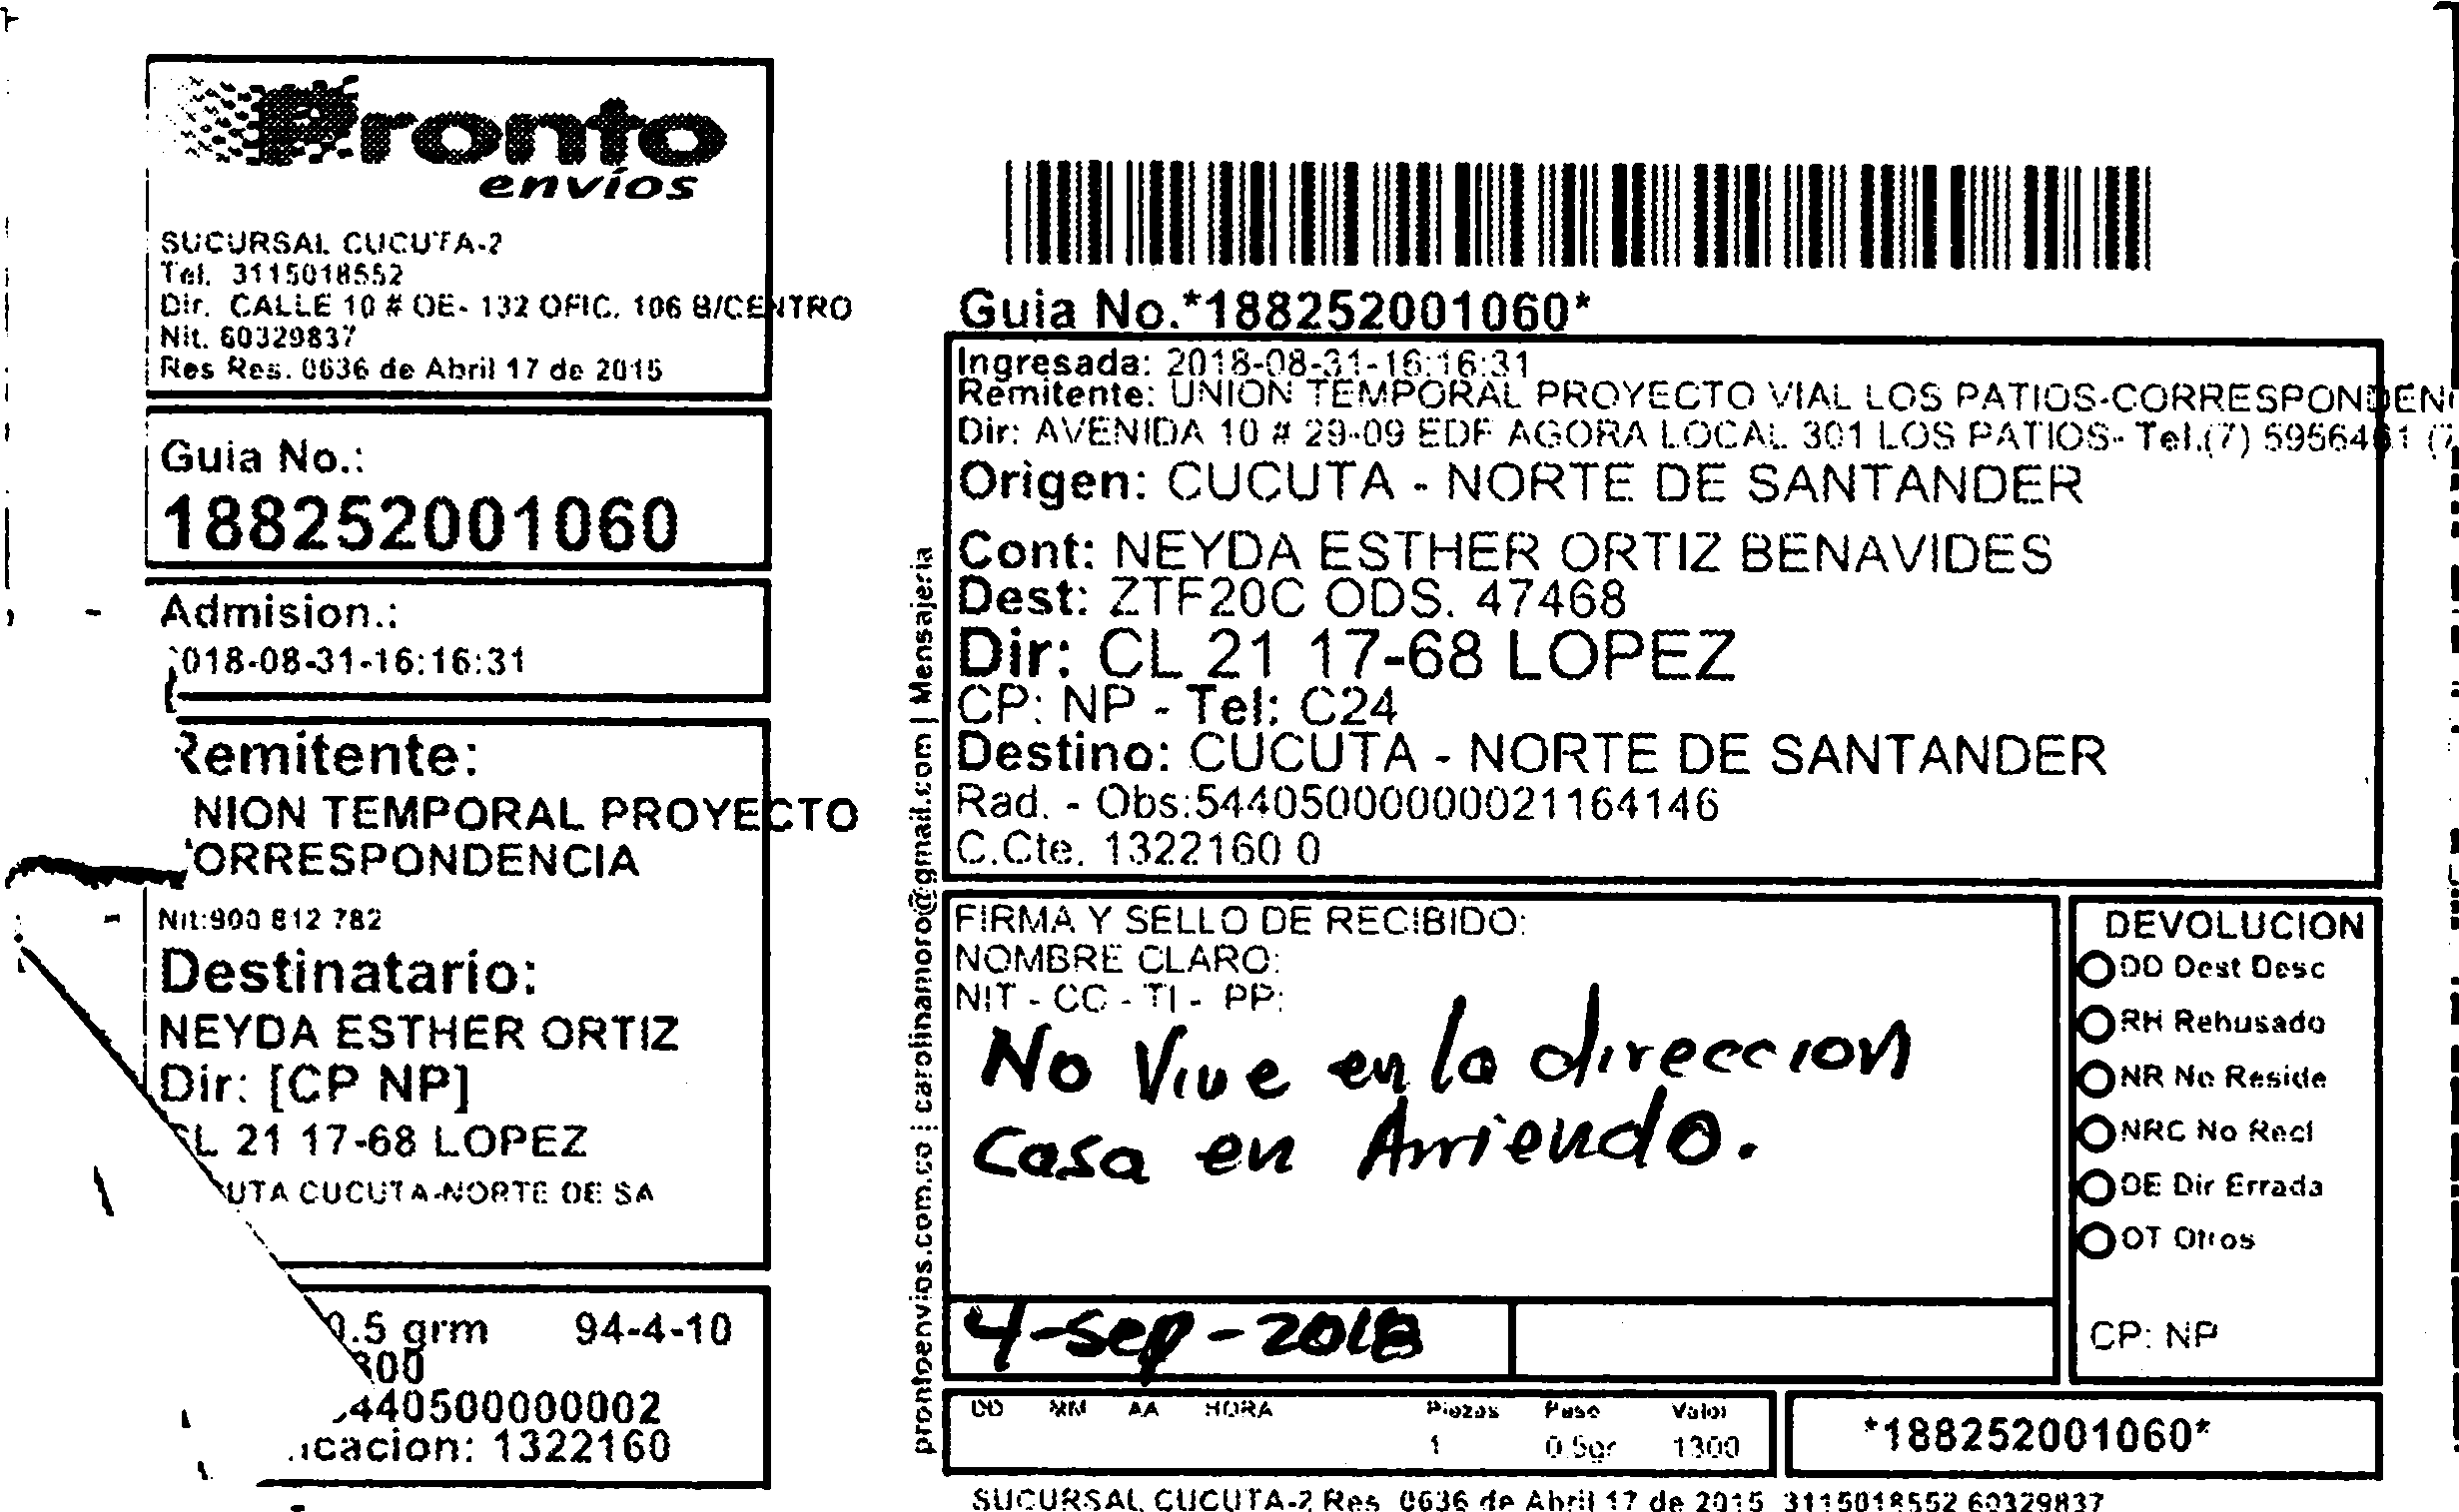 Pronto
envíos
SUCURSAL CUCUTA-2
Tel. 3115018552
Dir. CALLE 10 # OE- 132 OFIC. 106 B/CENTRO
Nit. 60329837
Res Res. 0636 de Abril 17 de 2015
Guia No.:
188252001060
Admision.:
018-08-31-16:16:31
Remitente:
NION TEMPORAL PROYECTO
ORRESPONDENCIA
Nit:900 812 782
Destinatario:
NEYDA ESTHER ORTIZ
Dir: [CP NP]
CL 21 17-68 LOPEZ
UTA CUCUTA-NORTE DE SA
0.5 grm 94-4-10
300
440500000002
icacion: 1322160
prontoenvios.com.co | carolinamoro@gmail.com | Mensajeria
Guia No.*188252001060*
Ingresada: 2018-08-31-16:16:31
Remitente: UNION TEMPORAL PROYECTO VIAL LOS PATIOS-CORRESPONDEN
Dir: AVENIDA 10 # 29-09 EDF AGORA LOCAL 301 LOS PATIOS- Tel.(7) 5956461 (7
Origen: CUCUTA - NORTE DE SANTANDER
Cont: NEYDA ESTHER ORTIZ BENAVIDES
Dest: ZTF20C ODS. 47468
Dir: CL 21 17-68 LOPEZ
CP: NP - Tel: C24
Destino: CUCUTA - NORTE DE SANTANDER
Rad. - Obs:544050000000021164146
C.Cte. 1322160 0
FIRMA Y SELLO DE RECIBIDO:
NOMBRE CLARO:
NIT - CC - TI - PP:
No Vive en la direccion
Casa en Arriendo.
4-Sep-2018
DEVOLUCION
DD Dest Desc
RH Rehusado
NR No Reside
NRC No Recl
DE Dir Errada
OT Otros
CP: NP
DD MM AA HORA Piezas Peso Valor
1 0.5gr 1300
*188252001060*
SUCURSAL CUCUTA-2 Res 0636 de Abril 17 de 2015 3115018552 60329837